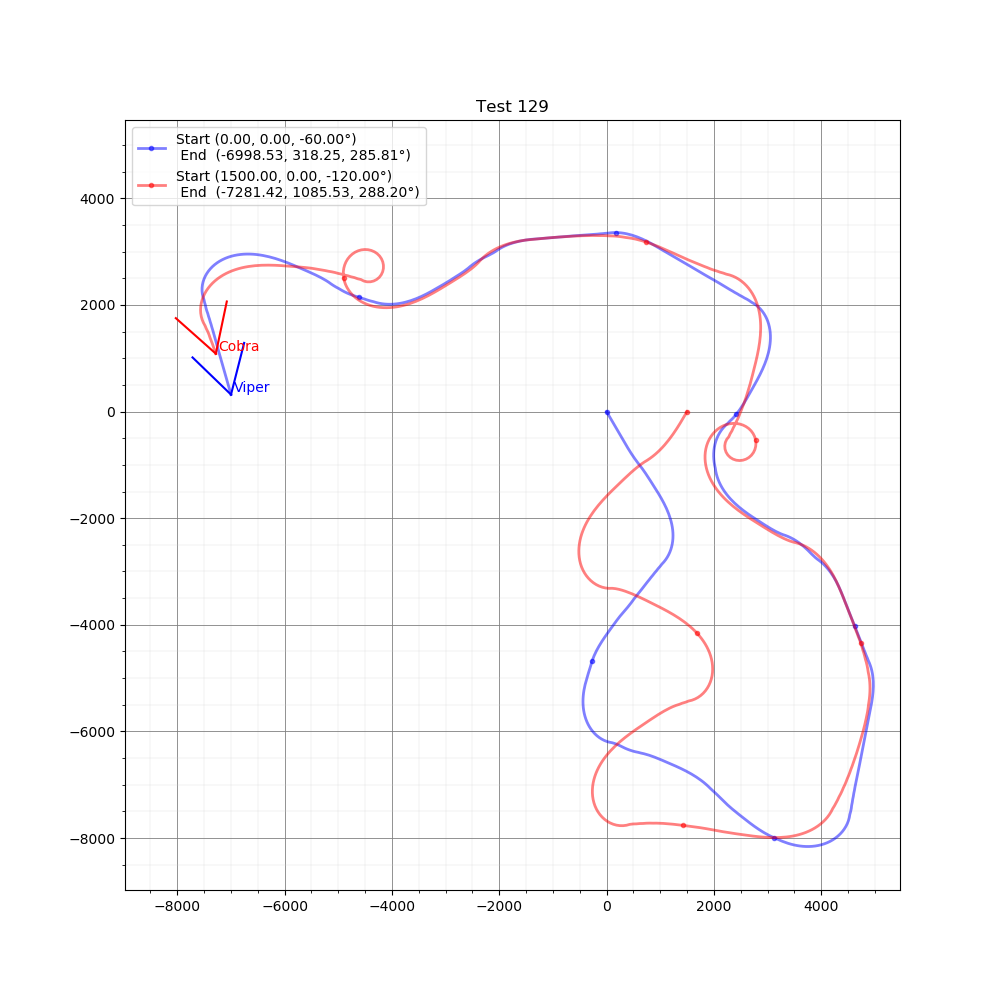 Test 129
Start (0.00, 0.00, -60.00°)
End  (-6998.53, 318.25, 285.81°)
Start (1500.00, 0.00, -120.00°)
End  (-7281.42, 1085.53, 288.20°)
4000
2000
0
−2000
−4000
−6000
−8000
Cobra
Viper
−8000 −6000 −4000 −2000 0 2000 4000